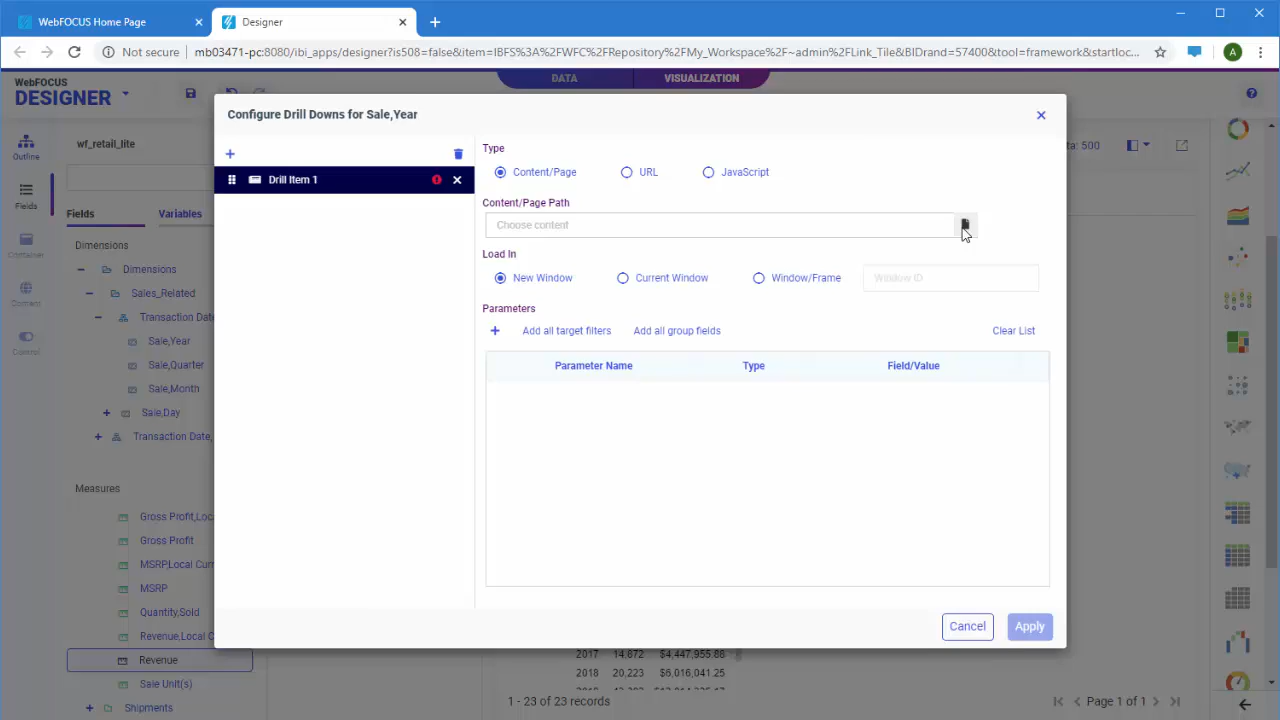 WebFOCUS Home Page
Designer
Not secure
mb03471-pc:8080/ibi_apps/designer?is508=false&item=IBFS%3A%2FWFC%2FRepository%2FMy_Workspace%2F~admin%2FLink_Tile&BIDrand=57400&tool=framework&startloc...
A
WebFOCUS
DESIGNER
DATA
VISUALIZATION
Outline
Fields
Container
Control
wf_retail_lite
Fields
Variables
Dimensions
Dimensions
Sales_Related
Transaction Date
Sale,Year
Sale,Quarter
Sale,Month
Sale,Day
Transaction Date,
Measures
Gross Profit,Loc
Gross Profit
MSRP,Local Curr
MSRP
Quantity,Sold
Revenue,Local C
Revenue
Sale Unit(s)
Shipments
Configure Drill Downs for Sale,Year
Drill Item 1
Type
Content/Page
URL
JavaScript
Content/Page Path
Choose content
Load In
New Window
Current Window
Window/Frame
Window ID
Parameters
Add all target filters
Add all group fields
Clear List
Parameter Name
Type
Field/Value
Cancel
Apply
ta: 500
2017 14,672 $4,447,955.88
2018 20,223 $6,016,041.25
1 - 23 of 23 records
Page 1 of 1